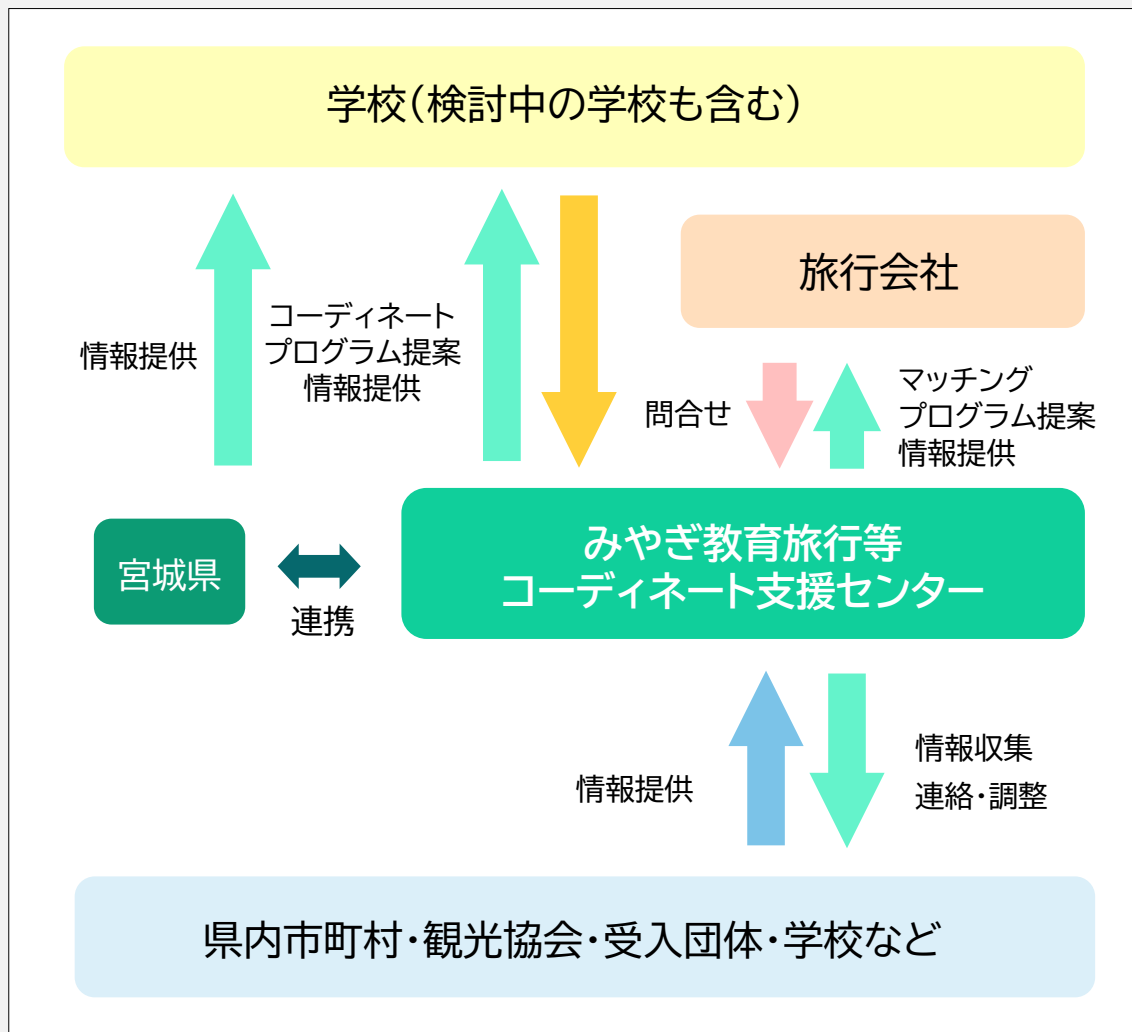 学校(検討中の学校も含む)
旅行会社
情報提供
コーディネート
プログラム提案
情報提供
問合せ
マッチング
プログラム提案
情報提供
宮城県
連携
みやぎ教育旅行等
コーディネート支援センター
情報提供
情報収集
連絡・調整
県内市町村・観光協会・受入団体・学校など